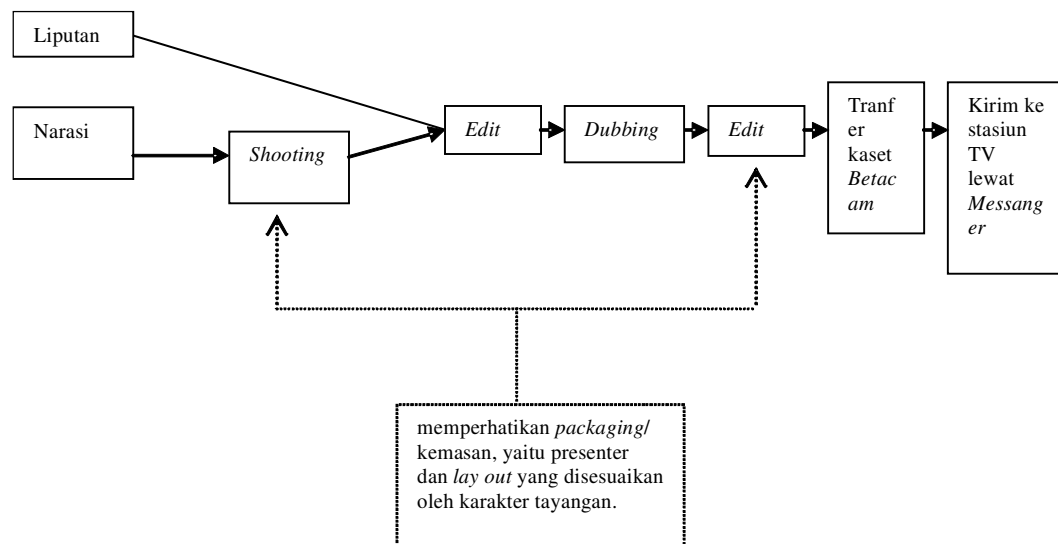 Liputan
Narasi
Shooting
Edit
Dubbing
Edit
Tranf
er
kaset
Betac
am
Kirim ke
stasiun
TV
lewat
Messang
er
memperhatikan packaging/
kemasan, yaitu presenter
dan lay out yang disesuaikan
oleh karakter tayangan.